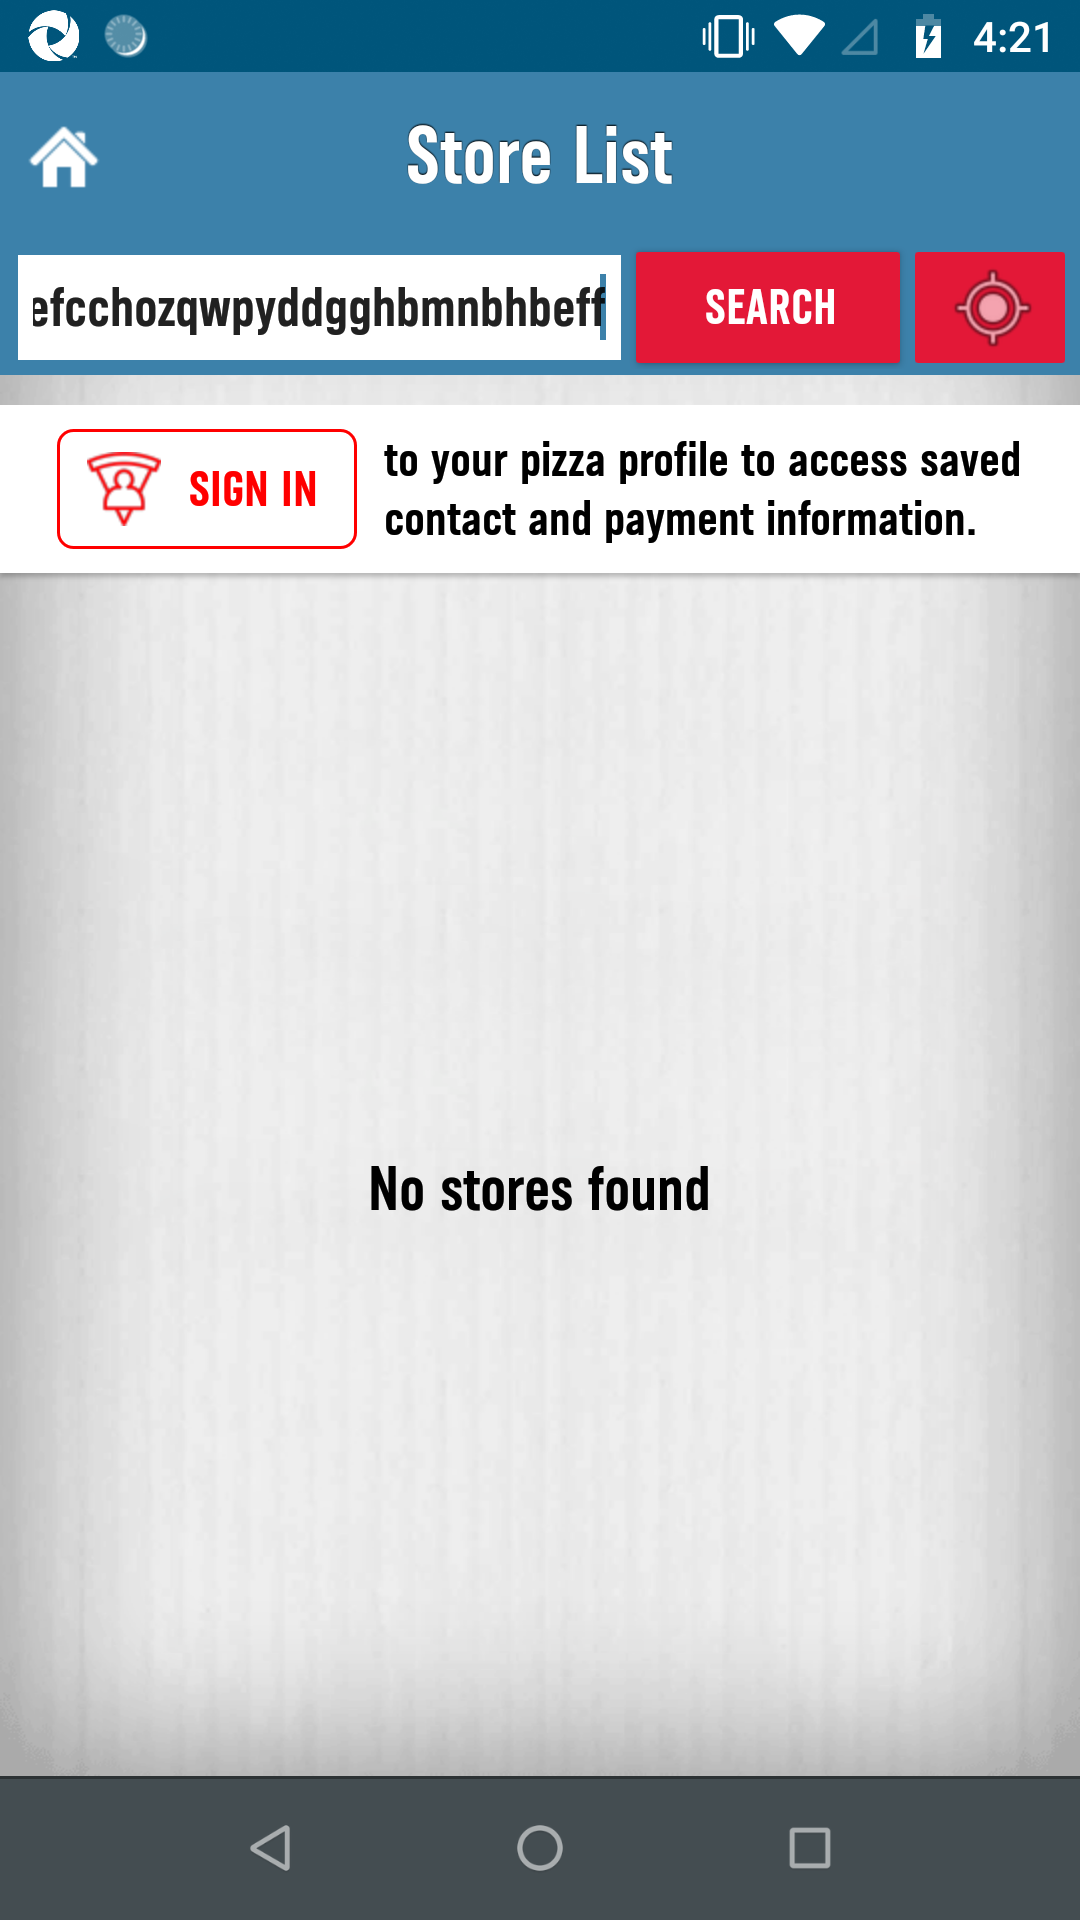 4:21
Store List
efcchozqwpyddgghbmnbhbeff
SEARCH
SIGN IN
to your pizza profile to access saved
contact and payment information.
No stores found